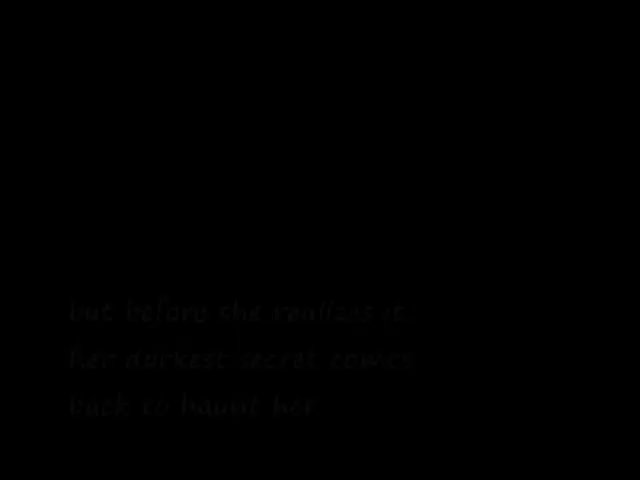 but before she realizes it,
her darkest secret comes
back to haunt her